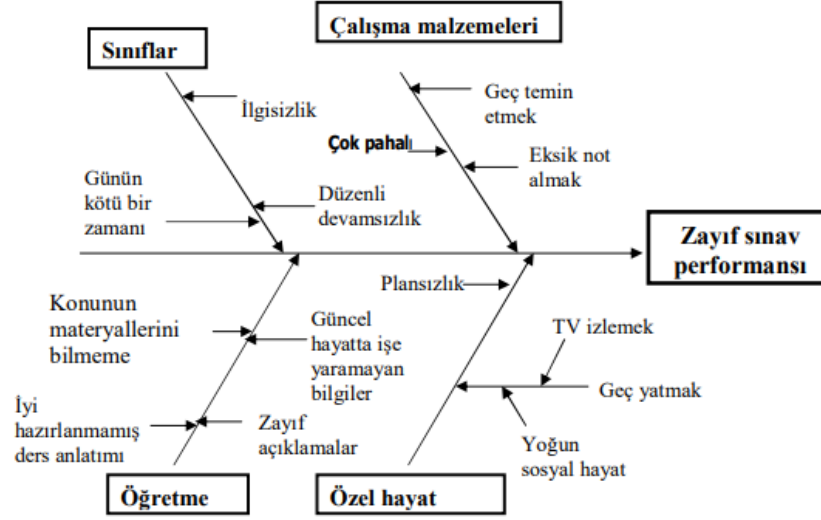 Sınıflar
Çalışma malzemeleri
İlgisizlik
Geç temin
etmek
Çok pahalı
Eksik not
almak
Günün
kötü bir
zamanı
Düzenli
devamsızlık
Zayıf sınav
performansı
Plansızlık
Konunun
materyallerini
bilmeme
Güncel
hayatta işe
yaramayan
bilgiler
TV izlemek
Geç yatmak
İyi
hazırlanmamış
ders anlatımı
Zayıf
açıklamalar
Yoğun
sosyal hayat
Öğretme
Özel hayat